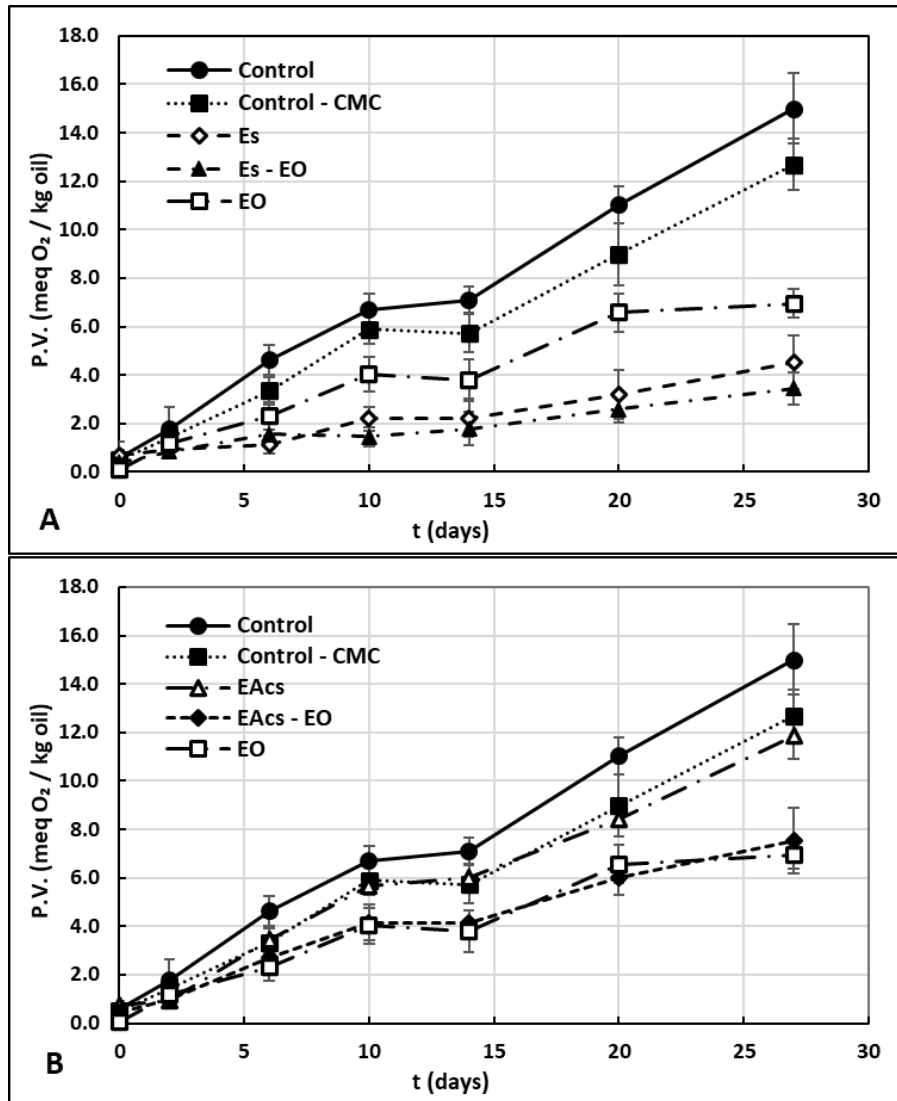 18.0
16.0
14.0
12.0
10.0
8.0
6.0
4.0
2.0
0.0
P.V. (meq O₂ / kg oil)
Control
Control - CMC
Es
Es - EO
EO
0 5 10 15 20 25 30
t (days)
A
18.0
16.0
14.0
12.0
10.0
8.0
6.0
4.0
2.0
0.0
P.V. (meq O₂ / kg oil)
Control
Control - CMC
EAcs
EAcs - EO
EO
0 5 10 15 20 25 30
t (days)
B